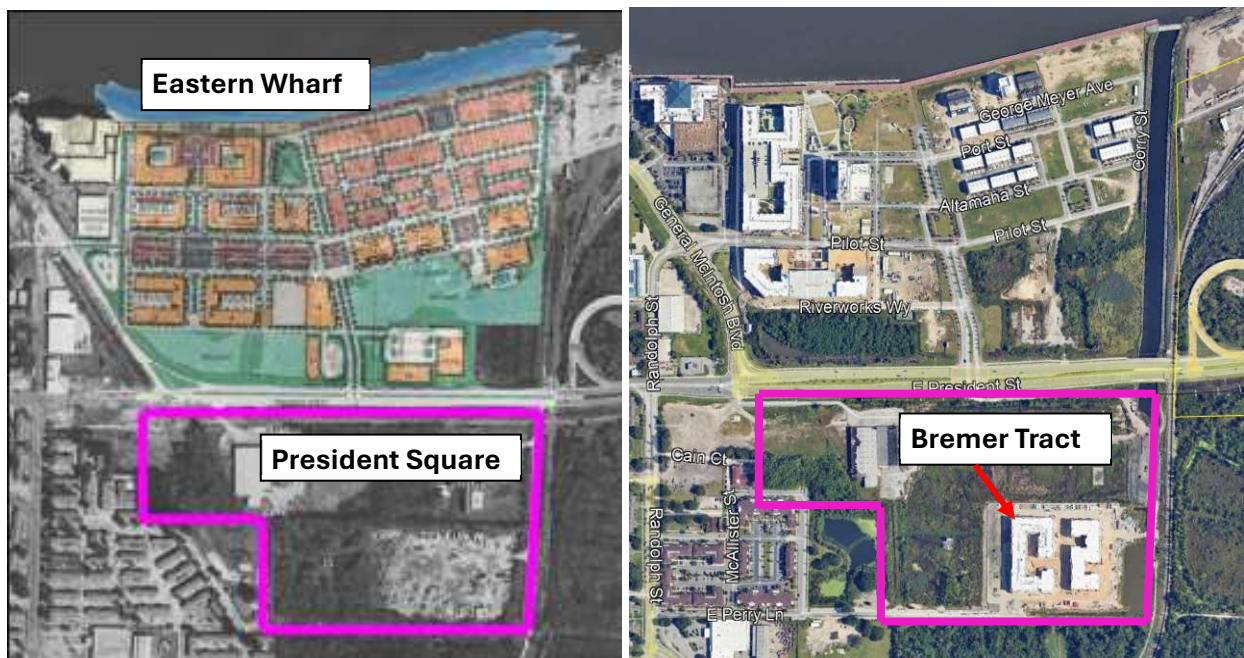 Eastern Wharf
President Square
George Meyer Ave
Port St
Corry St
Altamaha St
Pilot St
Pilot St
General McIntosh Blvd
Riverworks Wy
Randolph St
E President St
Bremer Tract
Cain Ct
McAllister St
Randolph St
E Perry Ln